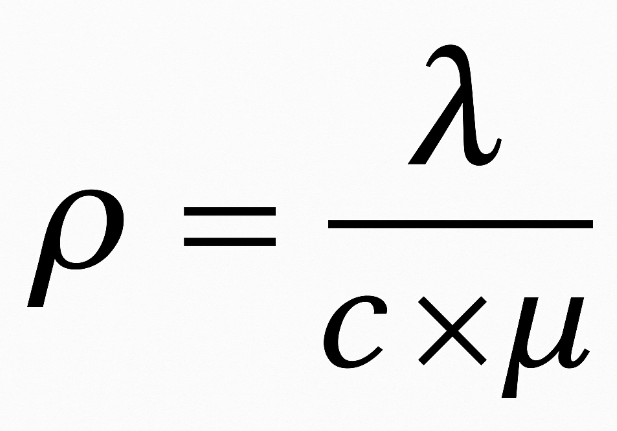 ρ = λ / (c × μ)